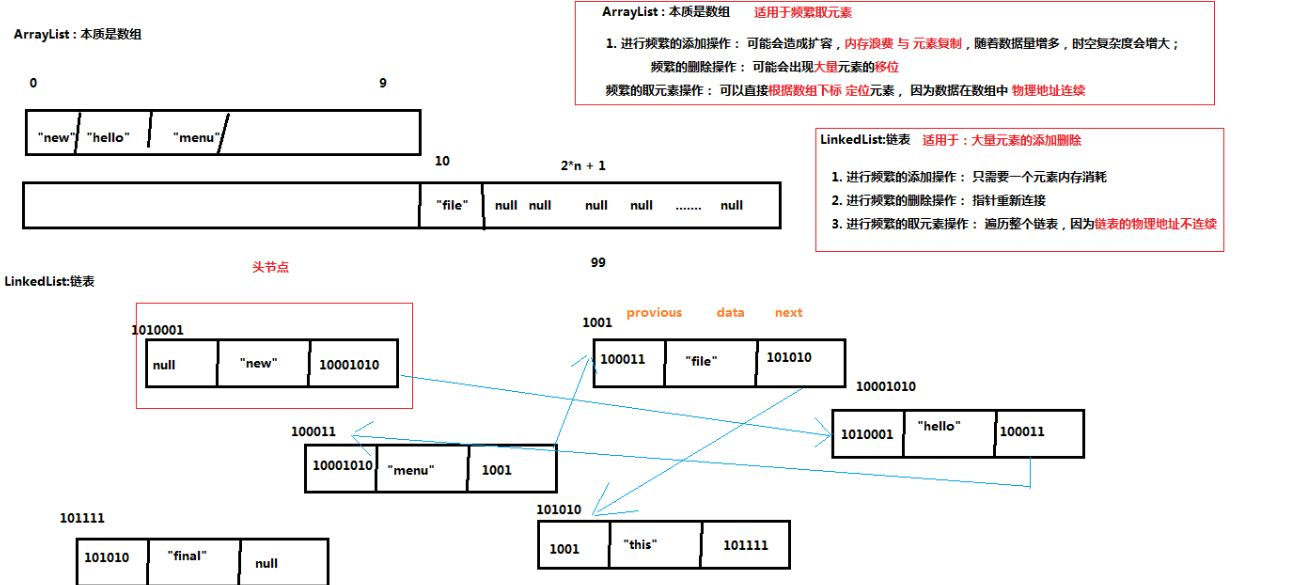 ArrayList : 本质是数组
0 9
"new" "hello" "menu"
10
2*n + 1
"file" null null null null ....... null
99
ArrayList : 本质是数组 适用于频繁取元素
1. 进行频繁的添加操作： 可能会造成扩容，内存浪费 与 元素复制，随着数据量增多，时空复杂度会增大；
频繁的删除操作： 可能会出现大量元素的移位
频繁的取元素操作： 可以直接根据数组下标 定位元素， 因为数据在数组中 物理地址连续
LinkedList:链表 适用于：大量元素的添加删除
1. 进行频繁的添加操作： 只需要一个元素内存消耗
2. 进行频繁的删除操作： 指针重新连接
3. 进行频繁的取元素操作： 遍历整个链表，因为链表的物理地址不连续
LinkedList:链表
头节点
1010001
null "new" 10001010
provious data next
1001
100011 "file" 101010
10001010
1010001 "hello" 100011
100011
10001010 "menu" 1001
101010
1001 "this" 101111
101111
101010 "final" null